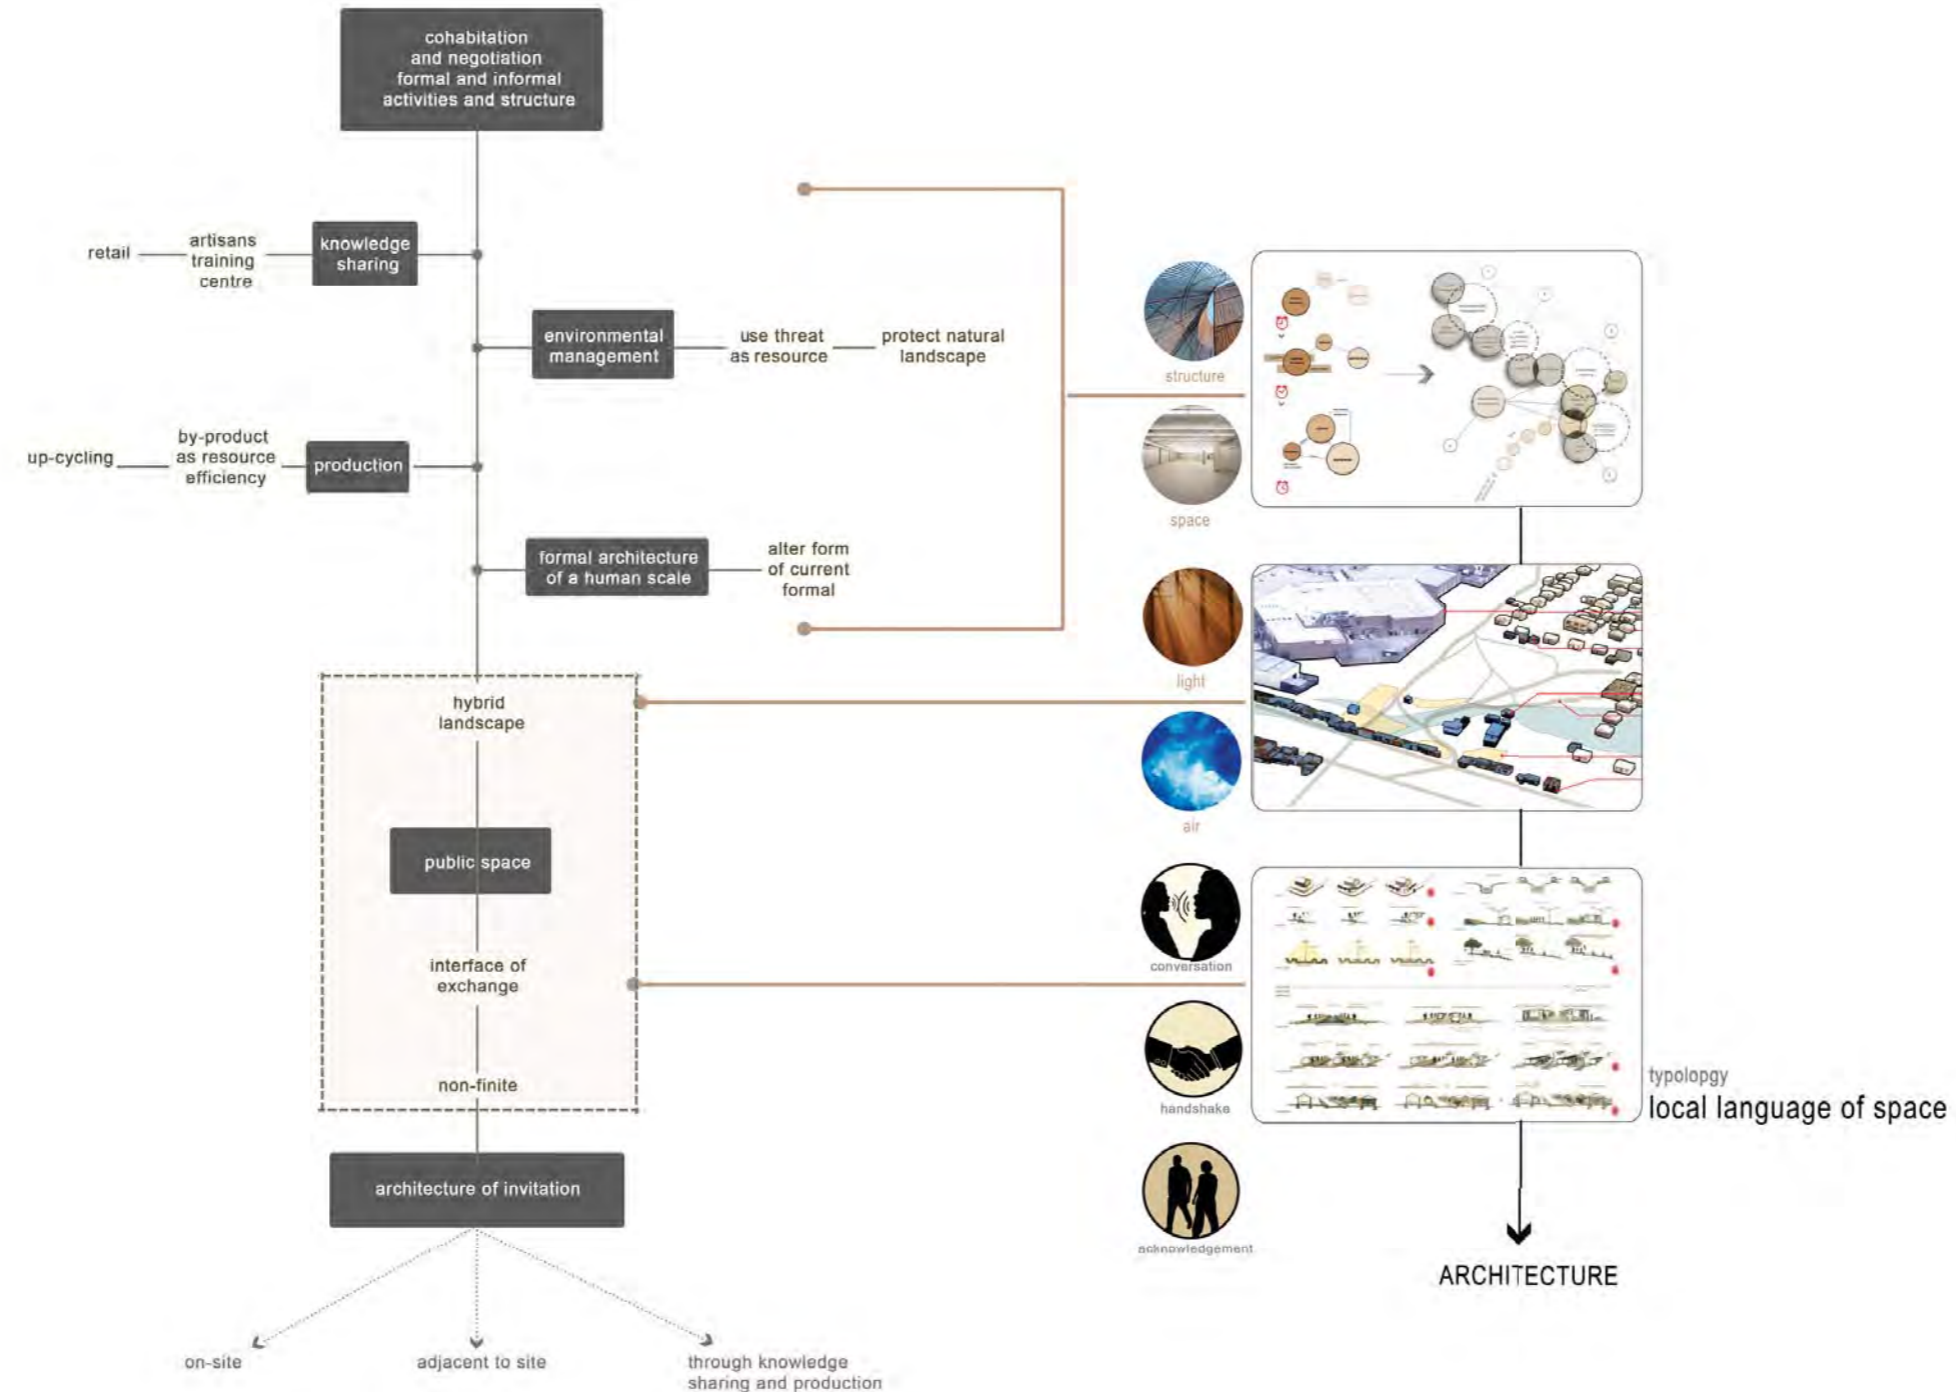 cohabitation
and negotiation
formal and informal
activities and structure
retail
artisans
training
centre
knowledge
sharing
environmental
management
use threat
as resource
protect natural
landscape
up-cycling
by-product
as resource
efficiency
production
formal architecture
of a human scale
alter form
of current
formal
hybrid
landscape
public space
interface of
exchange
non-finite
architecture of invitation
on-site
adjacent to site
through knowledge
sharing and production
structure
space
light
air
conversation
handshake
acknowledgement
typolopgy
local language of space
ARCHITECTURE